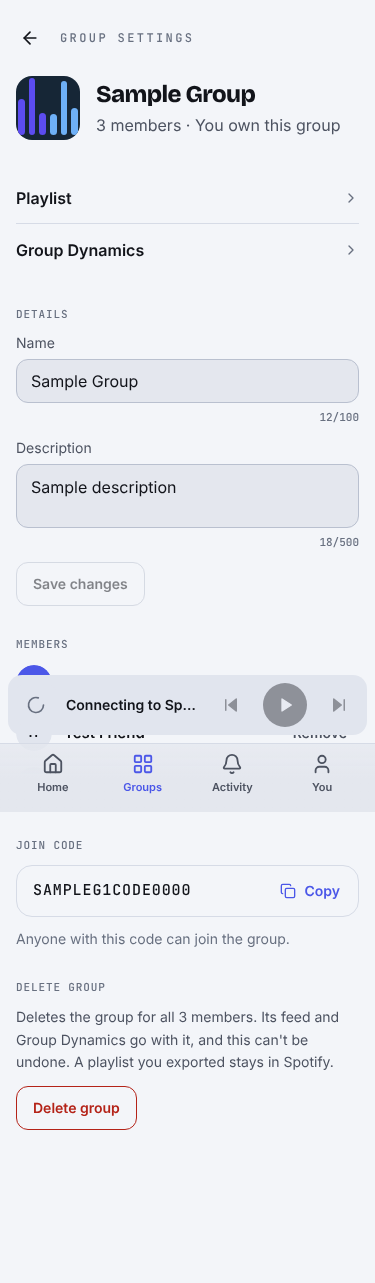 GROUP SETTINGS
Sample Group
3 members · You own this group
Playlist
Group Dynamics
DETAILS
Name
Sample Group
12/100
Description
Sample description
18/500
Save changes
MEMBERS
Connecting to Sp...
Test Friend
Remove
Home
Groups
Activity
You
JOIN CODE
SAMPLEG1CODE0000
Copy
Anyone with this code can join the group.
DELETE GROUP
Deletes the group for all 3 members. Its feed and
Group Dynamics go with it, and this can't be
undone. A playlist you exported stays in Spotify.
Delete group